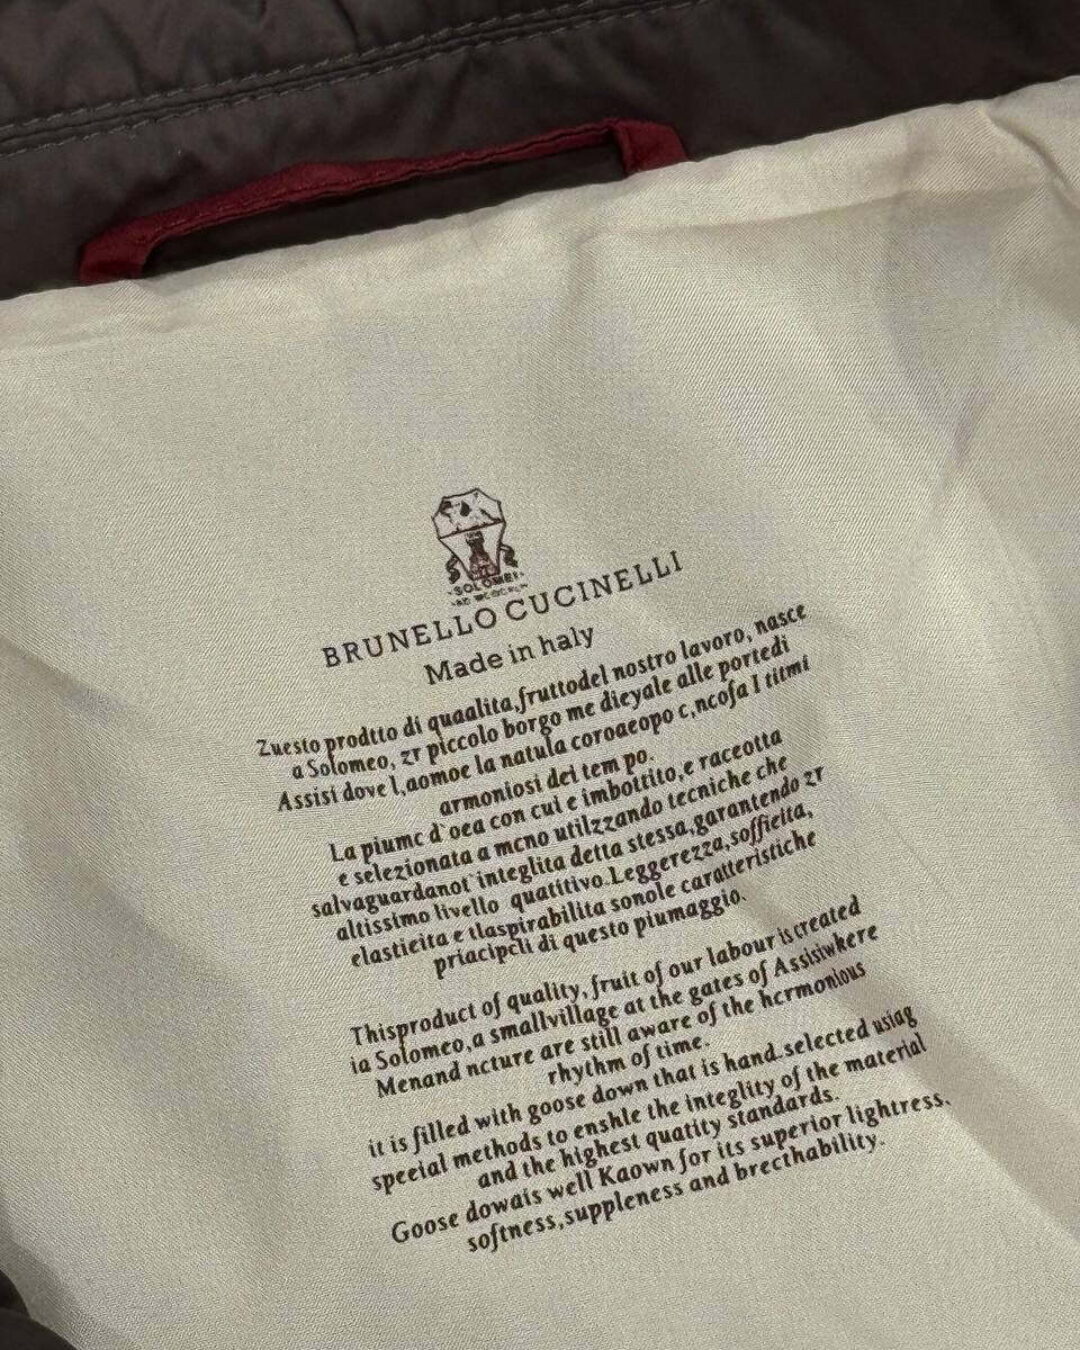 ·SOLOMEI·
BRUNELLO CUCINELLI
Made in haly
Zuesto prodtto di quaalita,fruttodel nostro lavoro, nasce
a Solomeo, zr piccolo borgo me dieyale alle portedi
Assisi dove l,aomoe la natula coroaeopo c,ncofa I titmi
armoniosi dei tem po.
La piumc d`oea con cui e imbottito,e raceotta
e selezionata a mcno utilzzando tecniche che
salvaguardanot`integlita detta stessa,garantendo zr
altissimo livello quatitivo.Leggerezza,soffieita,
elastieita e tlaspirabilita sonole caratteristiche
priacipcli di questo piumaggio.
Thisproduct of quality,fruit of our labour is created
ia Solomeo,a smallvillage at the gates of Assisiwkere
Menand ncture are still aware of the hcrmonious
rhythm of time.
it is filled with goose down that is hand.selected usiag
speeial methods to enshle the integlity of the material
and the highest quatity standards.
Goose dowais well Kaown for its superior lightress.
softness,suppleness and brecthability.